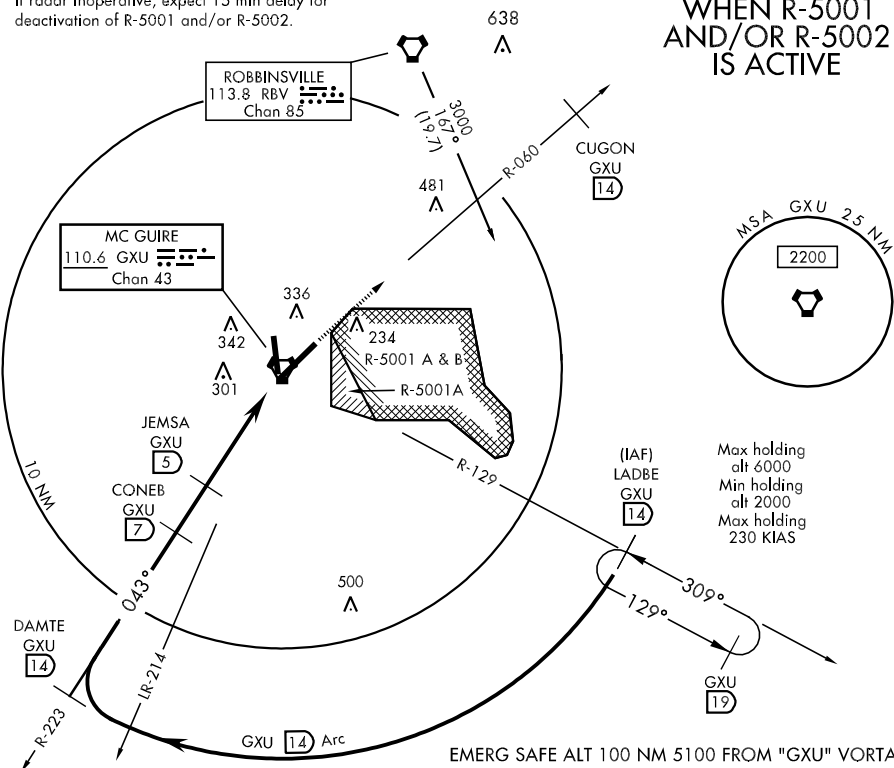 If radar inoperative, expect 15 min delay for
deactivation of R-5001 and/or R-5002.
WHEN R-5001
AND/OR R-5002
IS ACTIVE
638
ROBBINSVILLE
113.8 RBV
Chan 85
3000
167°
(19.7)
R-060
CUGON
GXU
14
481
MSA GXU 25 NM
2200
MC GUIRE
110.6 GXU
Chan 43
336
342
234
R-5001 A & B
301
R-5001A
JEMSA
GXU
5
R-129
(IAF)
LADBE
GXU
14
Max holding
alt 6000
Min holding
alt 2000
Max holding
230 KIAS
10 NM
CONEB
GXU
7
043°
500
309°
129°
DAMTE
GXU
14
LR-214
GXU
19
R-223
GXU 14 Arc
EMERG SAFE ALT 100 NM 5100 FROM "GXU" VORTA